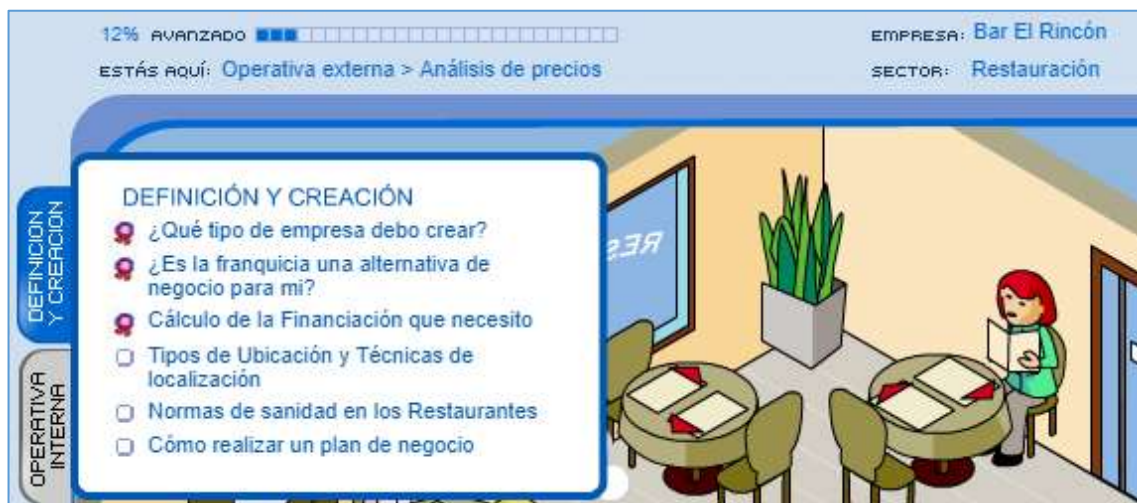 12% AVANZADO
EMPRESA: Bar El Rincón
ESTÁS AQUÍ: Operativa externa > Análisis de precios
SECTOR: Restauración
DEFINICION
Y CREACION
DEFINICIÓN Y CREACIÓN
¿Qué tipo de empresa debo crear?
¿Es la franquicia una alternativa de
negocio para mi?
Cálculo de la Financiación que necesito
Tipos de Ubicación y Técnicas de
localización
Normas de sanidad en los Restaurantes
Cómo realizar un plan de negocio
OPERATIVA
INTERNA
RES